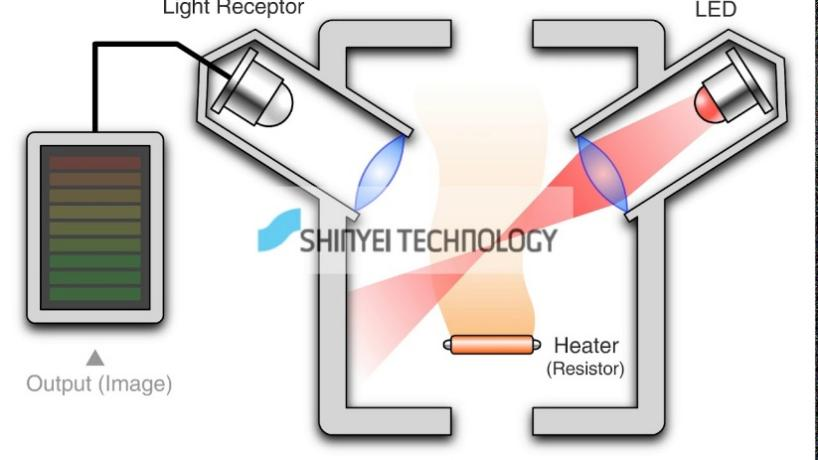 Light Receptor
LED
SHINYEI TECHNOLOGY
Heater
(Resistor)
Output (Image)